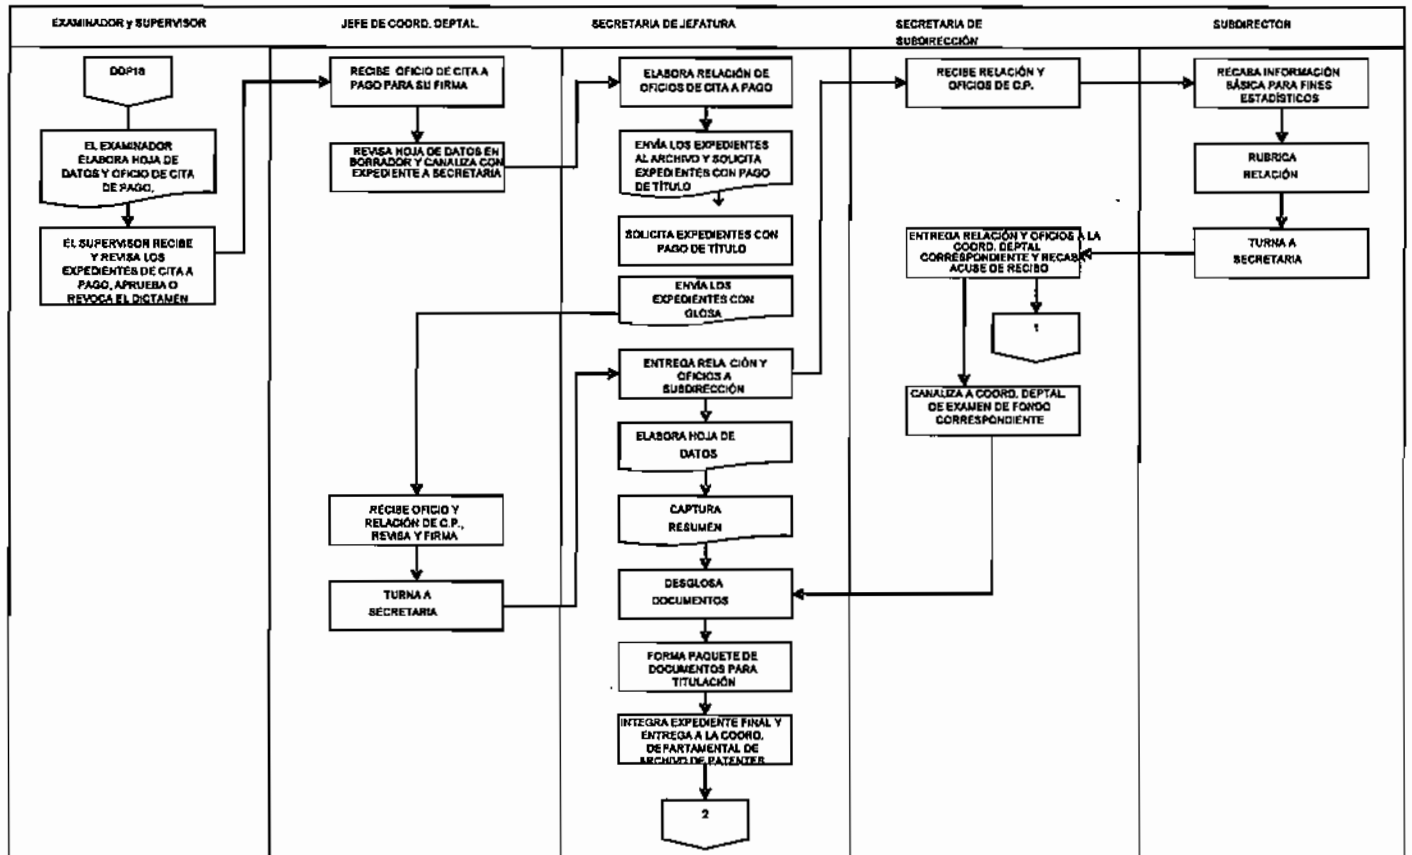 EXAMINADOR y SUPERVISOR
JEFE DE COORD. DEPTAL.
SECRETARIA DE JEFATURA
SECRETARIA DE
SUBDIRECCIÓN
SUBDIRECTOR
DDP18
EL EXAMINADOR
ELABORA HOJA DE
DATOS Y OFICIO DE CITA
DE PAGO.
EL SUPERVISOR RECIBE
Y REVISA LOS
EXPEDIENTES DE CITA A
PAGO, APRUEBA O
REVOCA EL DICTAMEN
RECIBE OFICIO DE CITA A
PAGO PARA SU FIRMA
REVISA HOJA DE DATOS EN
BORRADOR Y CANALIZA CON
EXPEDIENTE A SECRETARIA
RECIBE OFICIO Y
RELACIÓN DE C.P.,
REVISA Y FIRMA
TURNA A
SECRETARIA
ELABORA RELACIÓN DE
OFICIOS DE CITA A PAGO
ENVÍA LOS EXPEDIENTES
AL ARCHIVO Y SOLICITA
EXPEDIENTES CON PAGO
DE TÍTULO
SOLICITA EXPEDIENTES CON
PAGO DE TÍTULO
ENVÍA LOS
EXPEDIENTES CON
GLOSA
ENTREGA RELA CIÓN Y
OFICIOS A
SUBDIRECCIÓN
ELABORA HOJA DE
DATOS
CAPTURA
RESUMEN
DESGLOSA
DOCUMENTOS
FORMA PAQUETE DE
DOCUMENTOS PARA
TITULACIÓN
INTEGRA EXPEDIENTE FINAL Y
ENTREGA A LA COORD.
DEPARTAMENTAL DE
ARCHIVO DE PATENTES
2
RECIBE RELACIÓN Y
OFICIOS DE C.P.
ENTREGA RELACIÓN Y OFICIOS A LA
COORD. DEPTAL
CORRESPONDIENTE Y RECABA
ACUSE DE RECIBO
1
CANALIZA A COORD. DEPTAL.
DE EXAMEN DE FONDO
CORRESPONDIENTE
RECABA INFORMACIÓN
BÁSICA PARA FINES
ESTADÍSTICOS
RUBRICA
RELACIÓN
TURNA A
SECRETARIA